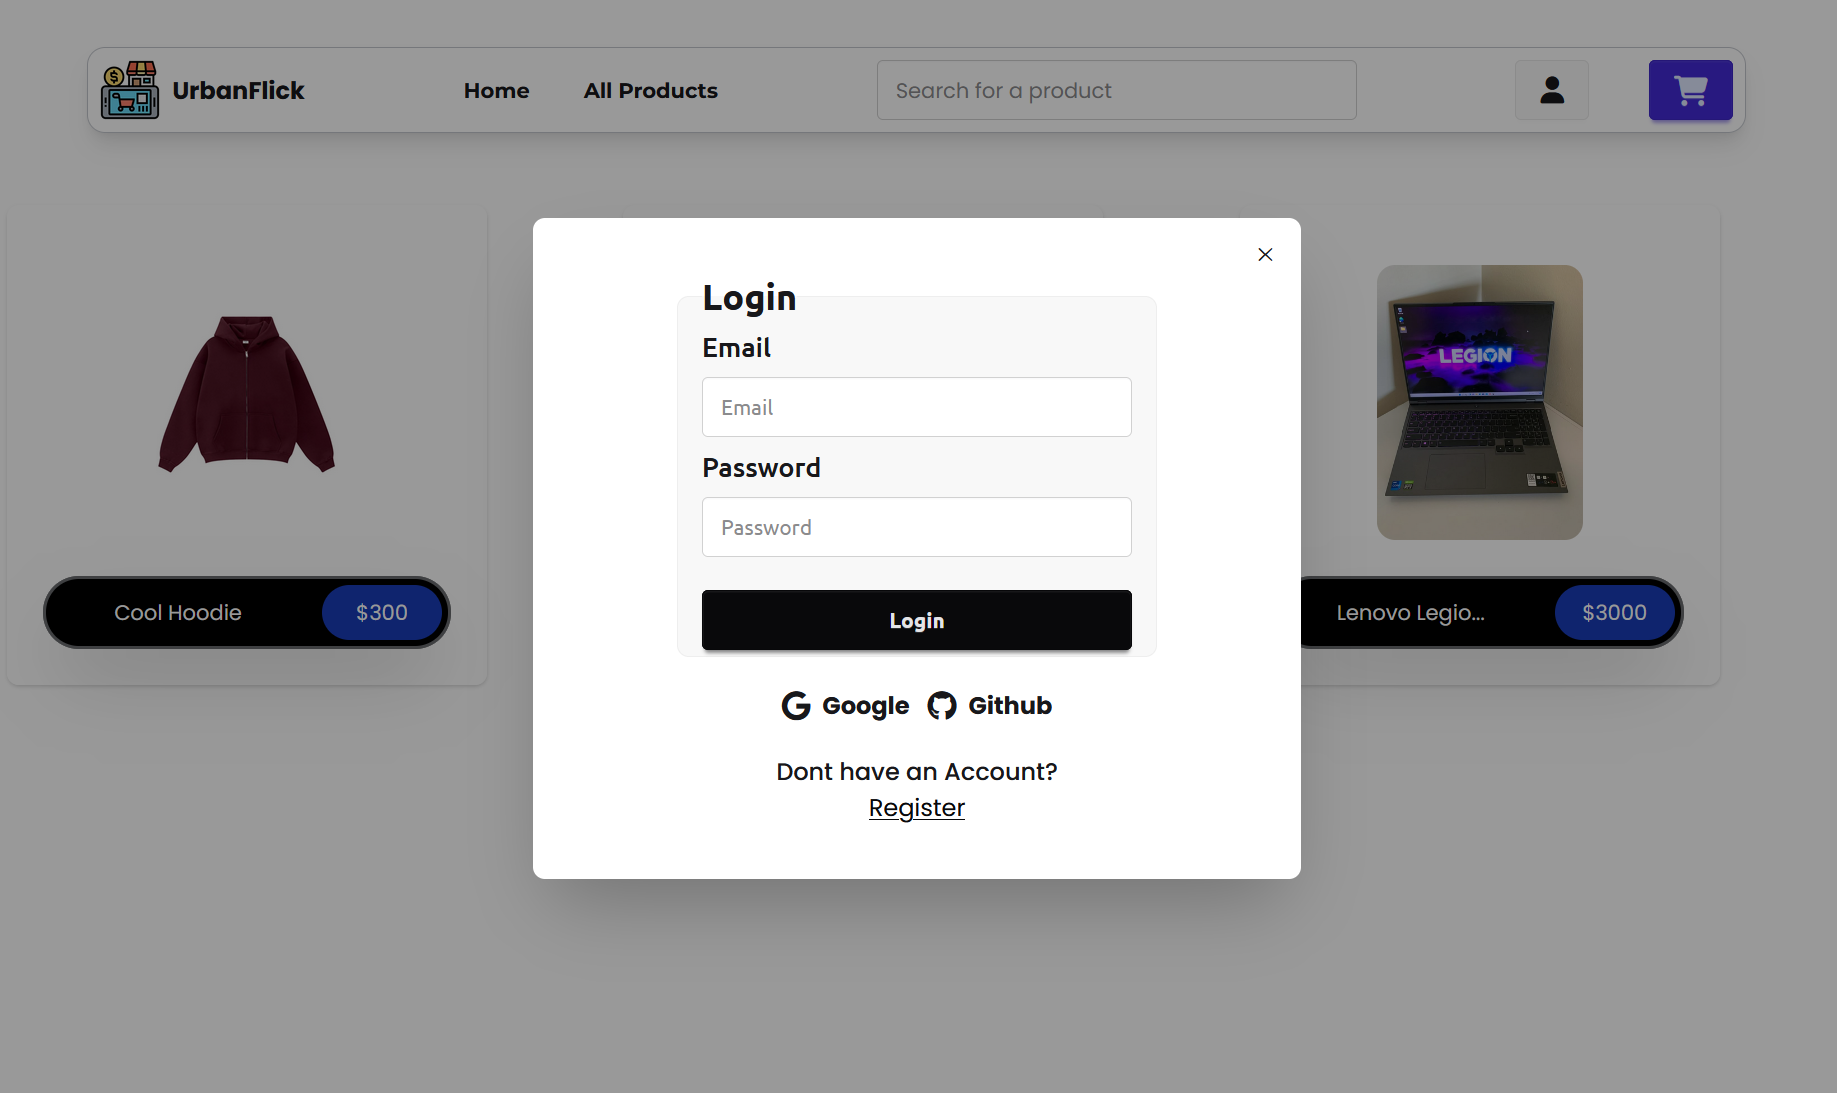 UrbanFlick
Home
All Products
Search for a product
Login
Email
Email
Password
Password
Login
Google
Github
Dont have an Account?
Register
Cool Hoodie
$300
LEGION
Lenovo Legio...
$3000